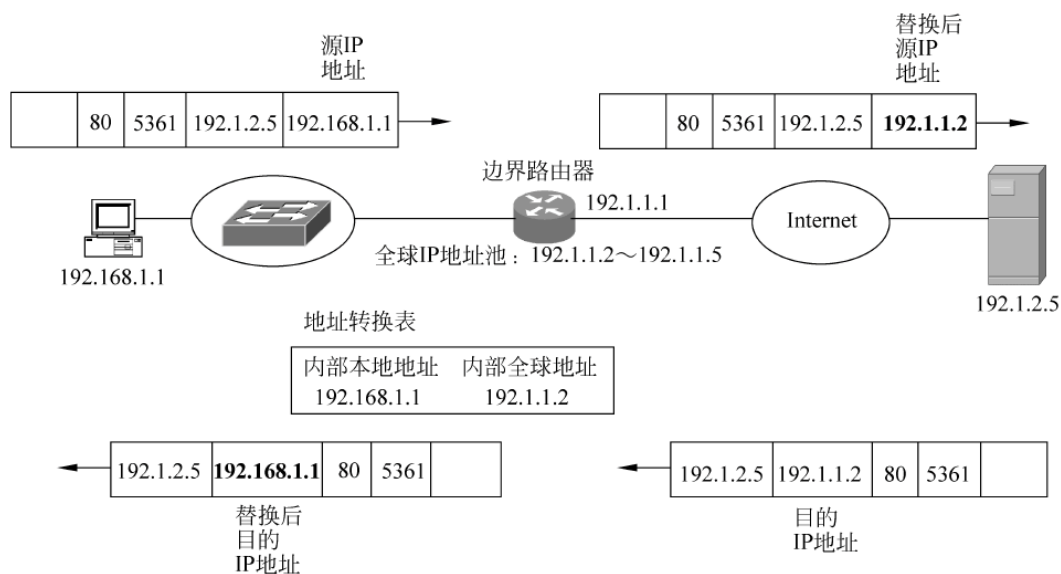 源IP
地址
替换后
源IP
地址
80 5361 192.1.2.5 192.168.1.1
80 5361 192.1.2.5 192.1.1.2
边界路由器
192.1.1.1
Internet
全球IP地址池：192.1.1.2～192.1.1.5
192.168.1.1
192.1.2.5
地址转换表
内部本地地址 内部全球地址
192.168.1.1 192.1.1.2
192.1.2.5 192.168.1.1 80 5361
192.1.2.5 192.1.1.2 80 5361
替换后
目的
IP地址
目的
IP地址